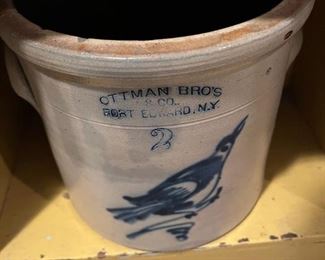 OTTMAN BRO'S
& CO.
FORT EDWARD, N.Y.
2